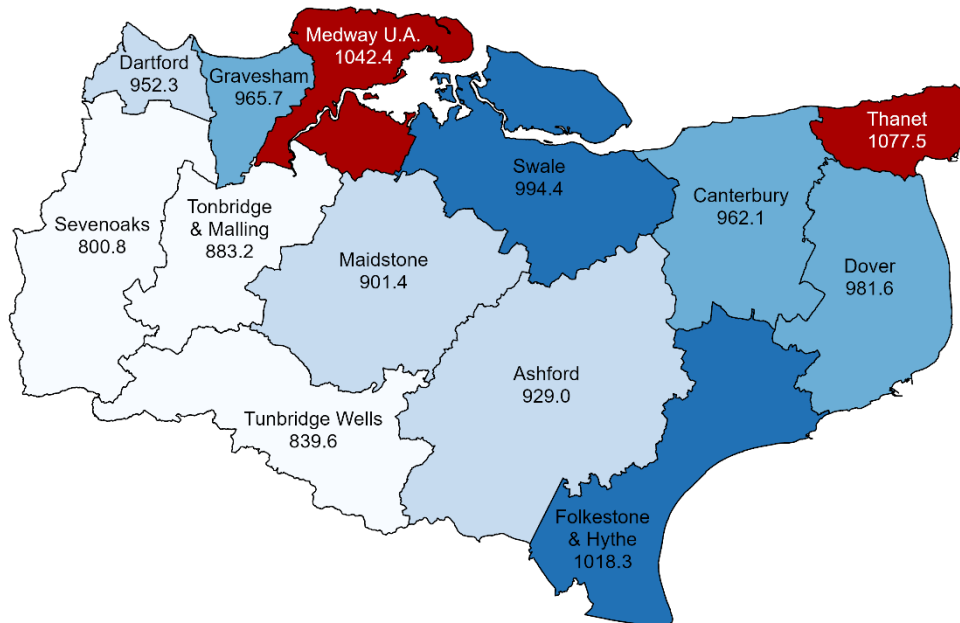 Medway U.A.
1042.4
Dartford
952.3
Gravesham
965.7
Thanet
1077.5
Swale
994.4
Canterbury
962.1
Sevenoaks
800.8
Tonbridge
& Malling
883.2
Maidstone
901.4
Dover
981.6
Ashford
929.0
Tunbridge Wells
839.6
Folkestone
& Hythe
1018.3